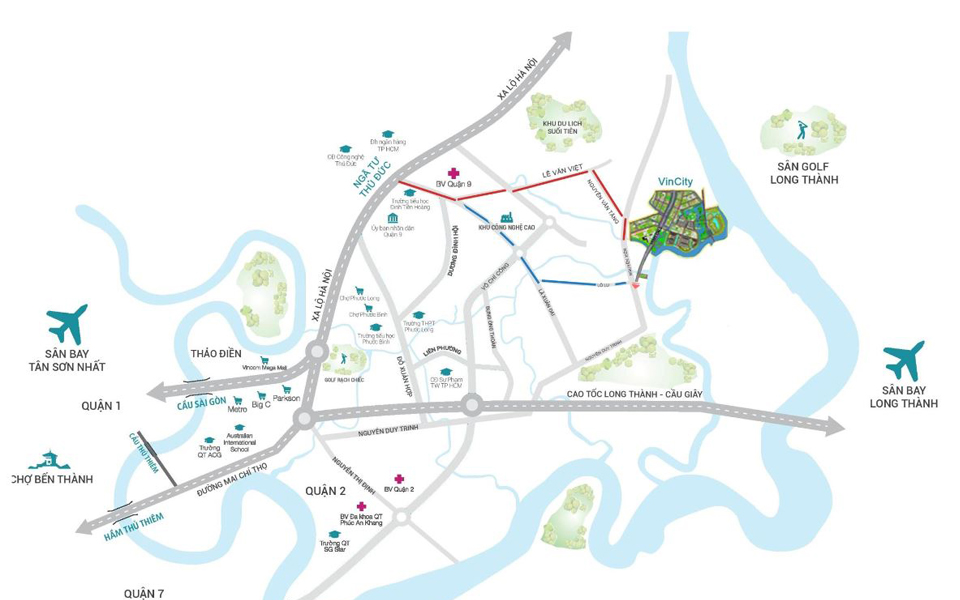 XA LỘ HÀ NỘI
KHU DU LỊCH
SUỐI TIÊN
SÂN GOLF
LONG THÀNH
Đh ngân hàng
TP HCM
CĐ Công nghệ
Thủ Đức
NGÃ TƯ
THỦ ĐỨC
BV Quận 9
LÊ VĂN VIỆT
VinCity
Trường tiểu học
Đinh Tiên Hoàng
NGUYỄN VĂN TĂNG
Ủy ban nhân dân
Quận 9
KHU CÔNG NGHỆ CAO
DƯƠNG ĐÌNH HỘI
VÕ CHÍ CÔNG
XA LỘ HÀ NỘI
LÃ XUÂN OAI
Chợ Phước Long
Chợ Phước Bình
Trường tiểu học
Phước Bình
Trường THPT
Phước Long
BƯNG ÔNG THOÀN
SÂN BAY
TÂN SƠN NHẤT
THẢO ĐIỀN
Vincom Mega Mall
GOLF RẠCH CHIẾC
LIÊN PHƯỜNG
ĐỖ XUÂN HỢP
NGUYỄN DUY TRINH
CĐ Sư Phạm
TW TP HCM
SÂN BAY
LONG THÀNH
QUẬN 1
CẦU SÀI GÒN
Metro
Big C
Parkson
CAO TỐC LONG THÀNH - CẦU GIÂY
Trường
QT ACG
Australian
International
School
NGUYỄN DUY TRINH
CẦU THỦ THIÊM
CHỢ BẾN THÀNH
ĐƯỜNG MAI CHÍ THỌ
NGUYỄN THỊ ĐỊNH
QUẬN 2
BV Quận 2
HẦM THỦ THIÊM
BV Đa khoa QT
Phúc An Khang
Trường QT
SG Star
QUẬN 7